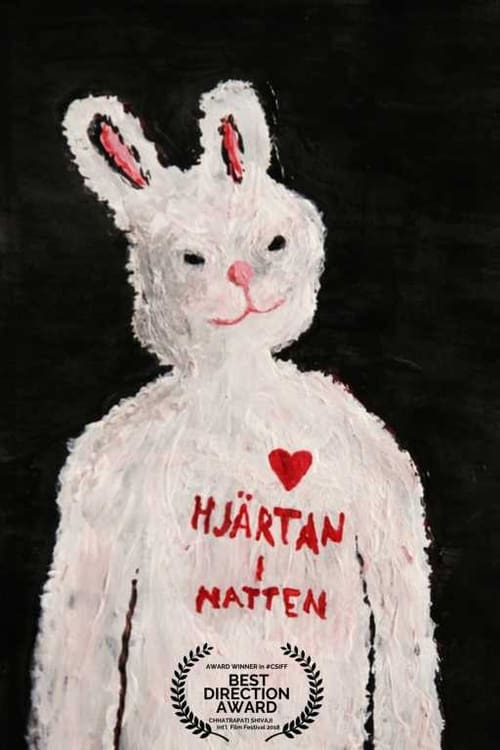 HJÄRTAN
I
NATTEN
AWARD WINNER in #CSIFF
BEST
DIRECTION
AWARD
CHHATRAPATI SHIVAJI
Int'l Film Festival 2018